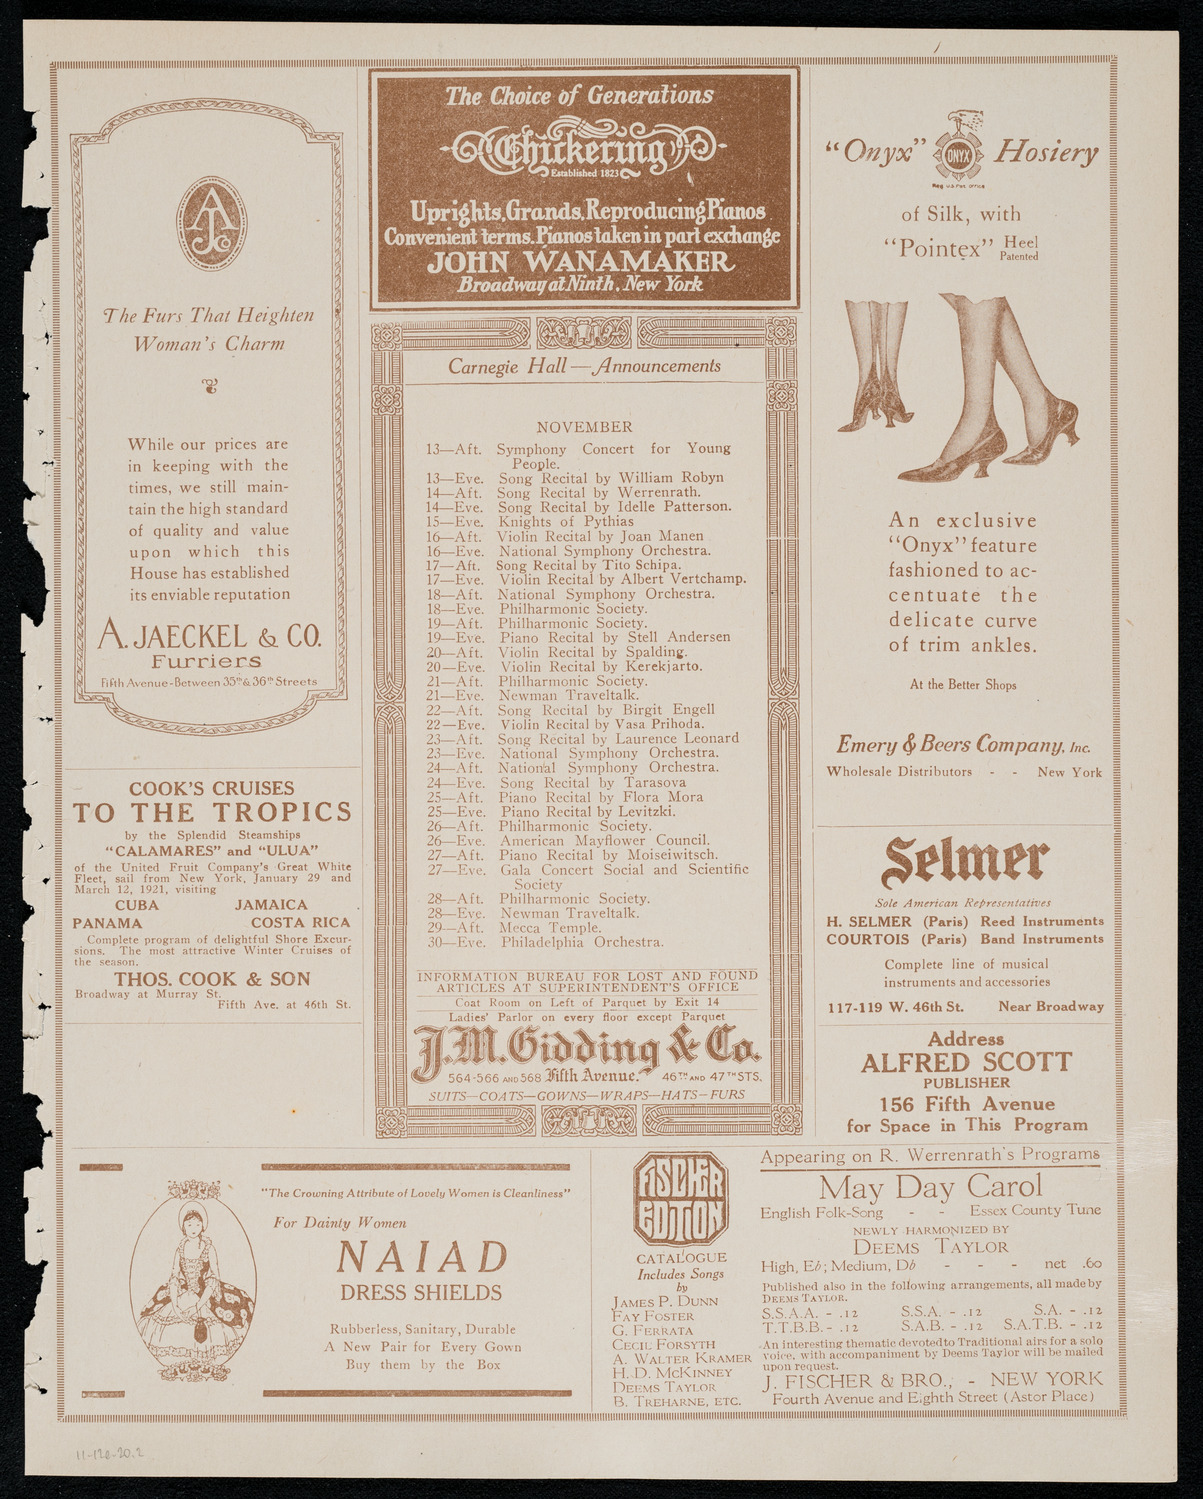 AJCo
The Furs That Heighten
Woman's Charm
While our prices are
in keeping with the
times, we still main-
tain the high standard
of quality and value
upon which this
House has established
its enviable reputation
A. JAECKEL & CO.
Furriers
Fifth Avenue-Between 35th & 36th Streets
COOK'S CRUISES
TO THE TROPICS
by the Splendid Steamships
"CALAMARES" and "ULUA"
of the United Fruit Company's Great White
Fleet, sail from New York, January 29 and
March 12, 1921, visiting
CUBA JAMAICA
PANAMA COSTA RICA
Complete program of delightful Shore Excur-
sions. The most attractive Winter Cruises of
the season.
THOS. COOK & SON
Broadway at Murray St.
Fifth Ave. at 46th St.
The Choice of Generations
Chickering
Established 1823
Uprights, Grands, Reproducing Pianos
Convenient terms. Pianos taken in part exchange
JOHN WANAMAKER
Broadway at Ninth, New York
Carnegie Hall—Announcements
NOVEMBER
13—Aft. Symphony Concert for Young
People.
13—Eve. Song Recital by William Robyn
14—Aft. Song Recital by Werrenrath.
14—Eve. Song Recital by Idelle Patterson.
15—Eve. Knights of Pythias
16—Aft. Violin Recital by Joan Manen
16—Eve. National Symphony Orchestra.
17—Aft. Song Recital by Tito Schipa.
17—Eve. Violin Recital by Albert Vertchamp.
18—Aft. National Symphony Orchestra.
18—Eve. Philharmonic Society.
19—Aft. Philharmonic Society.
19—Eve. Piano Recital by Stell Andersen
20—Aft. Violin Recital by Spalding.
20—Eve. Violin Recital by Kerekjarto.
21—Aft. Philharmonic Society.
21—Eve. Newman Traveltalk.
22—Aft. Song Recital by Birgit Engell
22—Eve. Violin Recital by Vasa Prihoda.
23—Aft. Song Recital by Laurence Leonard
23—Eve. National Symphony Orchestra.
24—Aft. National Symphony Orchestra.
24—Eve. Song Recital by Tarasova
25—Aft. Piano Recital by Flora Mora
25—Eve. Piano Recital by Levitzki.
26—Aft. Philharmonic Society.
26—Eve. American Mayflower Council.
27—Aft. Piano Recital by Moiseiwitsch.
27—Eve. Gala Concert Social and Scientific
Society
28—Aft. Philharmonic Society.
28—Eve. Newman Traveltalk.
29—Aft. Mecca Temple.
30—Eve. Philadelphia Orchestra.
INFORMATION BUREAU FOR LOST AND FOUND
ARTICLES AT SUPERINTENDENT'S OFFICE
Coat Room on Left of Parquet by Exit 14
Ladies' Parlor on every floor except Parquet
J.M. Gidding & Co.
564-566 AND 568 Fifth Avenue. 46TH AND 47TH STS.
SUITS—COATS—GOWNS—WRAPS—HATS—FURS
"Onyx" ONYX Hosiery
Reg U.S Pat. Office
of Silk, with
"Pointex" Heel
Patented
An exclusive
"Onyx" feature
fashioned to ac-
centuate the
delicate curve
of trim ankles.
At the Better Shops
Emery & Beers Company, Inc.
Wholesale Distributors - - New York
Selmer
Sole American Representatives
H. SELMER (Paris) Reed Instruments
COURTOIS (Paris) Band Instruments
Complete line of musical
instruments and accessories
117-119 W. 46th St. Near Broadway
Address
ALFRED SCOTT
PUBLISHER
156 Fifth Avenue
for Space in This Program
"The Crowning Attribute of Lovely Women is Cleanliness"
For Dainty Women
NAIAD
DRESS SHIELDS
Rubberless, Sanitary, Durable
A New Pair for Every Gown
Buy them by the Box
FISCHER
EDITION
CATALOGUE
Includes Songs
by
JAMES P. DUNN
FAY FOSTER
G. FERRATA
CECIL FORSYTH
A. WALTER KRAMER
H. D. MCKINNEY
DEEMS TAYLOR
B. TREHARNE, ETC.
Appearing on R. Werrenrath's Programs
May Day Carol
English Folk-Song - - Essex County Tune
NEWLY HARMONIZED BY
DEEMS TAYLOR
High, E♭; Medium, D♭ - - - net .60
Published also in the following arrangements, all made by
DEEMS TAYLOR.
S.S.A.A. - .12 S.S.A. - .12 S.A. - .12
T.T.B.B. - .12 S.A.B. - .12 S.A.T.B. - .12
An interesting thematic devoted to Traditional airs for a solo
voice, with accompaniment by Deems Taylor will be mailed
upon request.
J. FISCHER & BRO., - NEW YORK
Fourth Avenue and Eighth Street (Astor Place)
11-12e-20.2